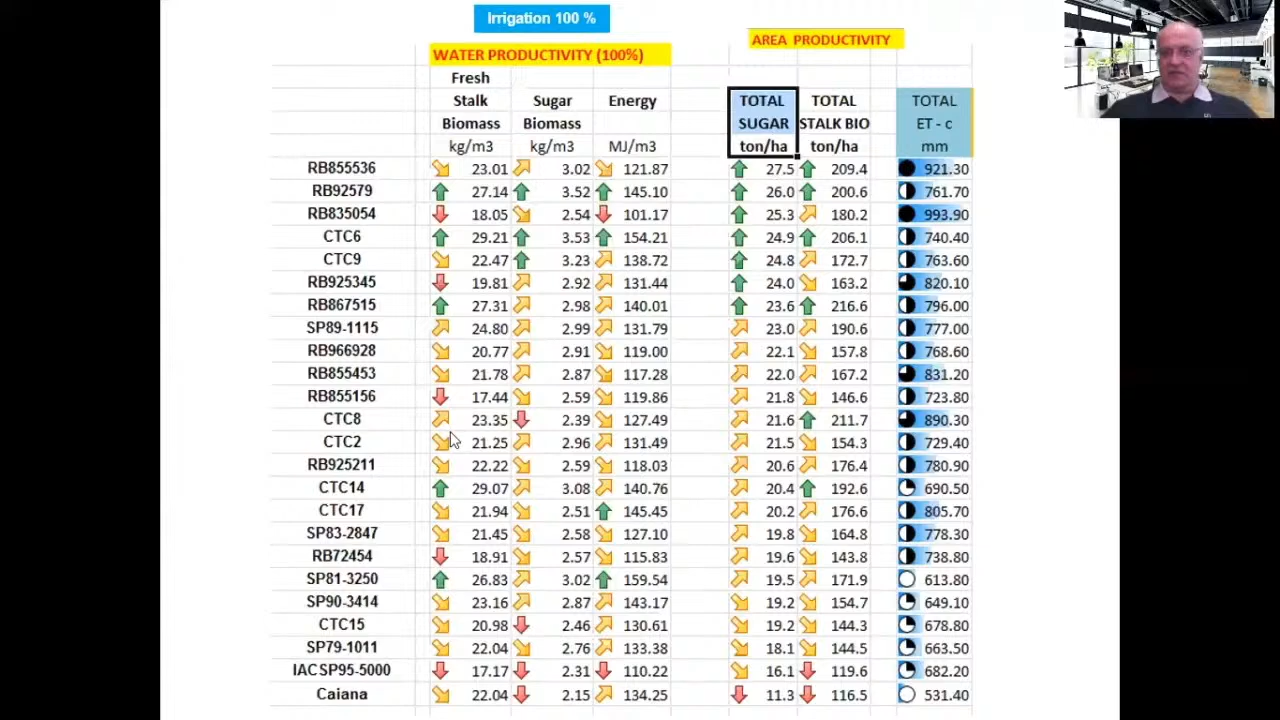 Irrigation 100 %
WATER PRODUCTIVITY (100%) AREA PRODUCTIVITY
Fresh
Stalk Sugar Energy TOTAL TOTAL TOTAL
Biomass Biomass SUGAR STALK BIO ET - c
kg/m3 kg/m3 MJ/m3 ton/ha ton/ha mm
RB855536 23.01 3.02 121.87 27.5 209.4 921.30
RB92579 27.14 3.52 145.10 26.0 200.6 761.70
RB835054 18.05 2.54 101.17 25.3 180.2 993.90
CTC6 29.21 3.53 154.21 24.9 206.1 740.40
CTC9 22.47 3.23 138.72 24.8 172.7 763.60
RB925345 19.81 2.92 131.44 24.0 163.2 820.10
RB867515 27.31 2.98 140.01 23.6 216.6 796.00
SP89-1115 24.80 2.99 131.79 23.0 190.6 777.00
RB966928 20.77 2.91 119.00 22.1 157.8 768.60
RB855453 21.78 2.87 117.28 22.0 167.2 831.20
RB855156 17.44 2.59 119.86 21.8 146.6 723.80
CTC8 23.35 2.39 127.49 21.6 211.7 890.30
CTC2 21.25 2.96 131.49 21.5 154.3 729.40
RB925211 22.22 2.59 118.03 20.6 176.4 780.90
CTC14 29.07 3.08 140.76 20.4 192.6 690.50
CTC17 21.94 2.51 145.45 20.2 176.6 805.70
SP83-2847 21.45 2.58 127.10 19.8 164.8 778.30
RB72454 18.91 2.57 115.83 19.6 143.8 738.80
SP81-3250 26.83 3.02 159.54 19.5 171.9 613.80
SP90-3414 23.16 2.87 143.17 19.2 154.7 649.10
CTC15 20.98 2.46 130.61 19.2 144.3 678.80
SP79-1011 22.04 2.76 133.38 18.1 144.5 663.50
IACSP95-5000 17.17 2.31 110.22 16.1 119.6 682.20
Caiana 22.04 2.15 134.25 11.3 116.5 531.40